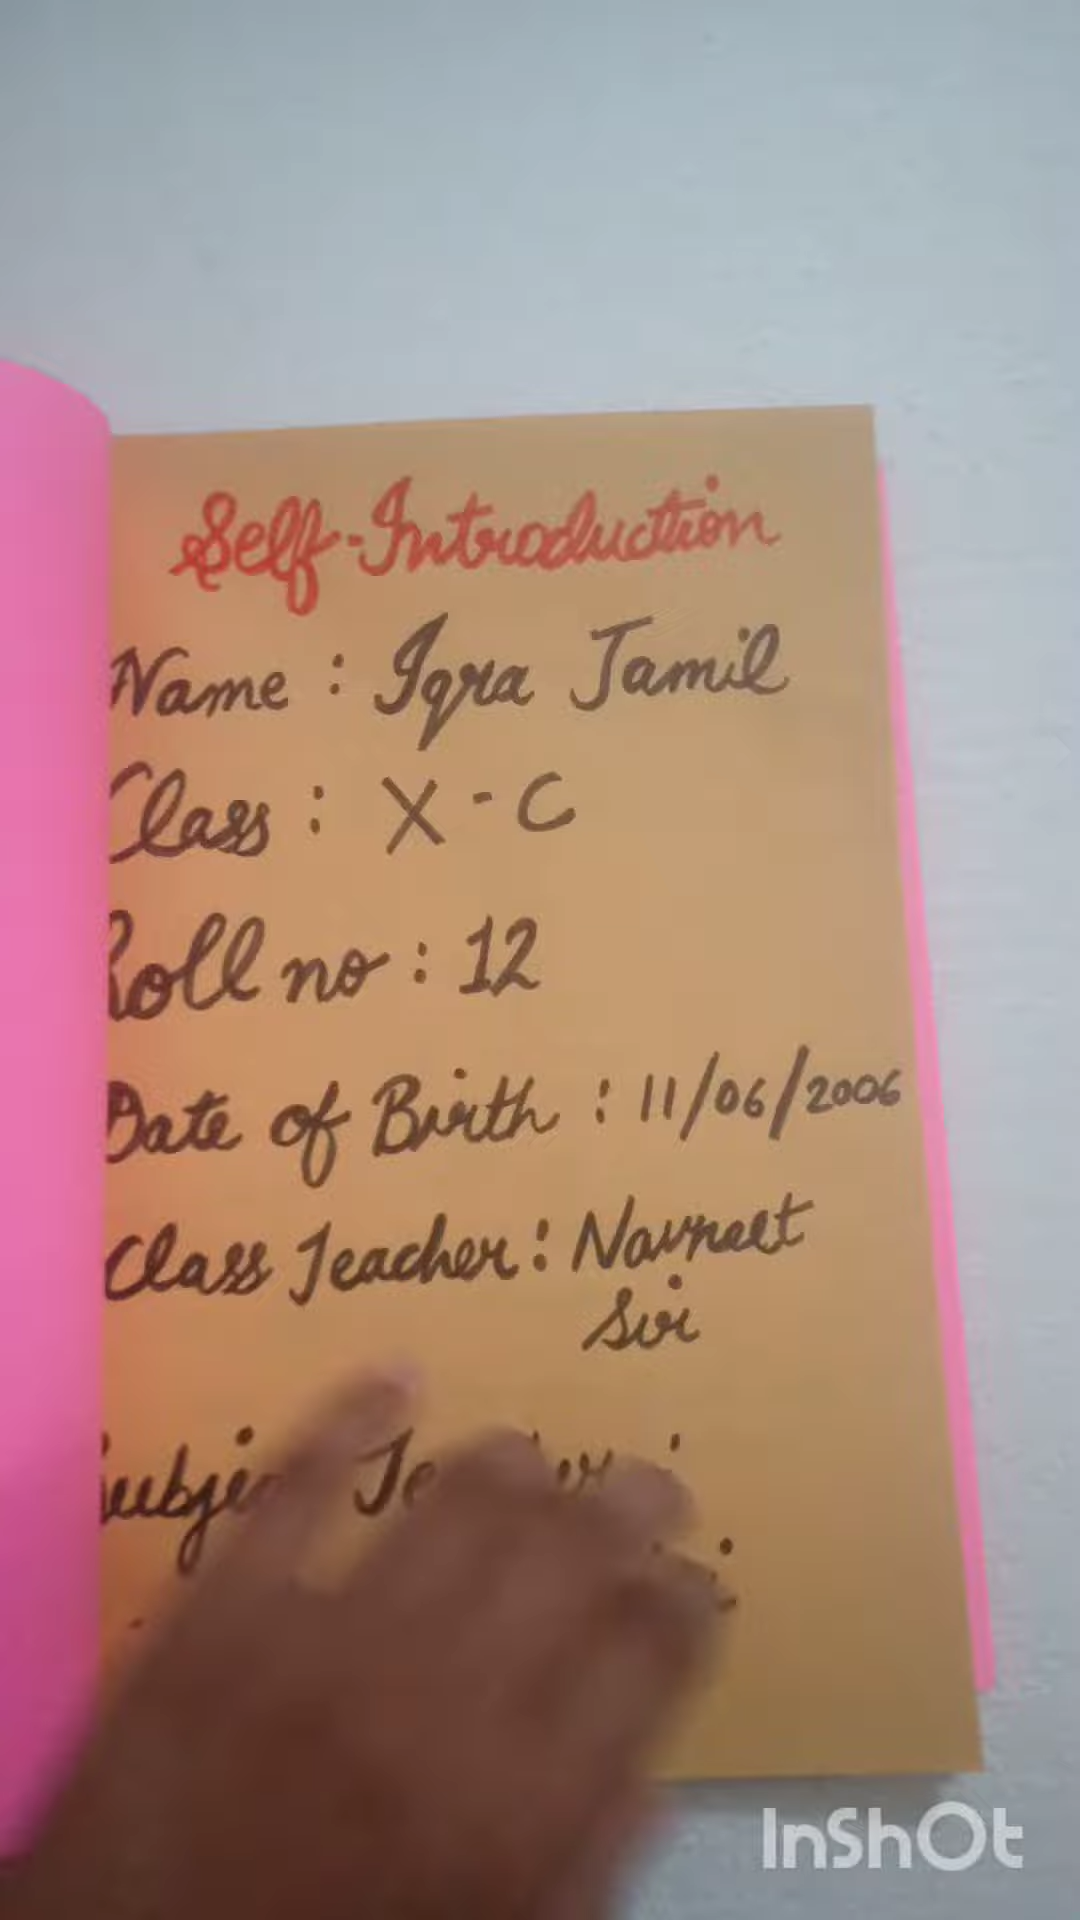 Self-Introduction
Name : Iqra Jamil
Class : X - C
Roll no : 12
Date of Birth : 11/06/2006
Class Teacher : Navneet
Sir
InShOt